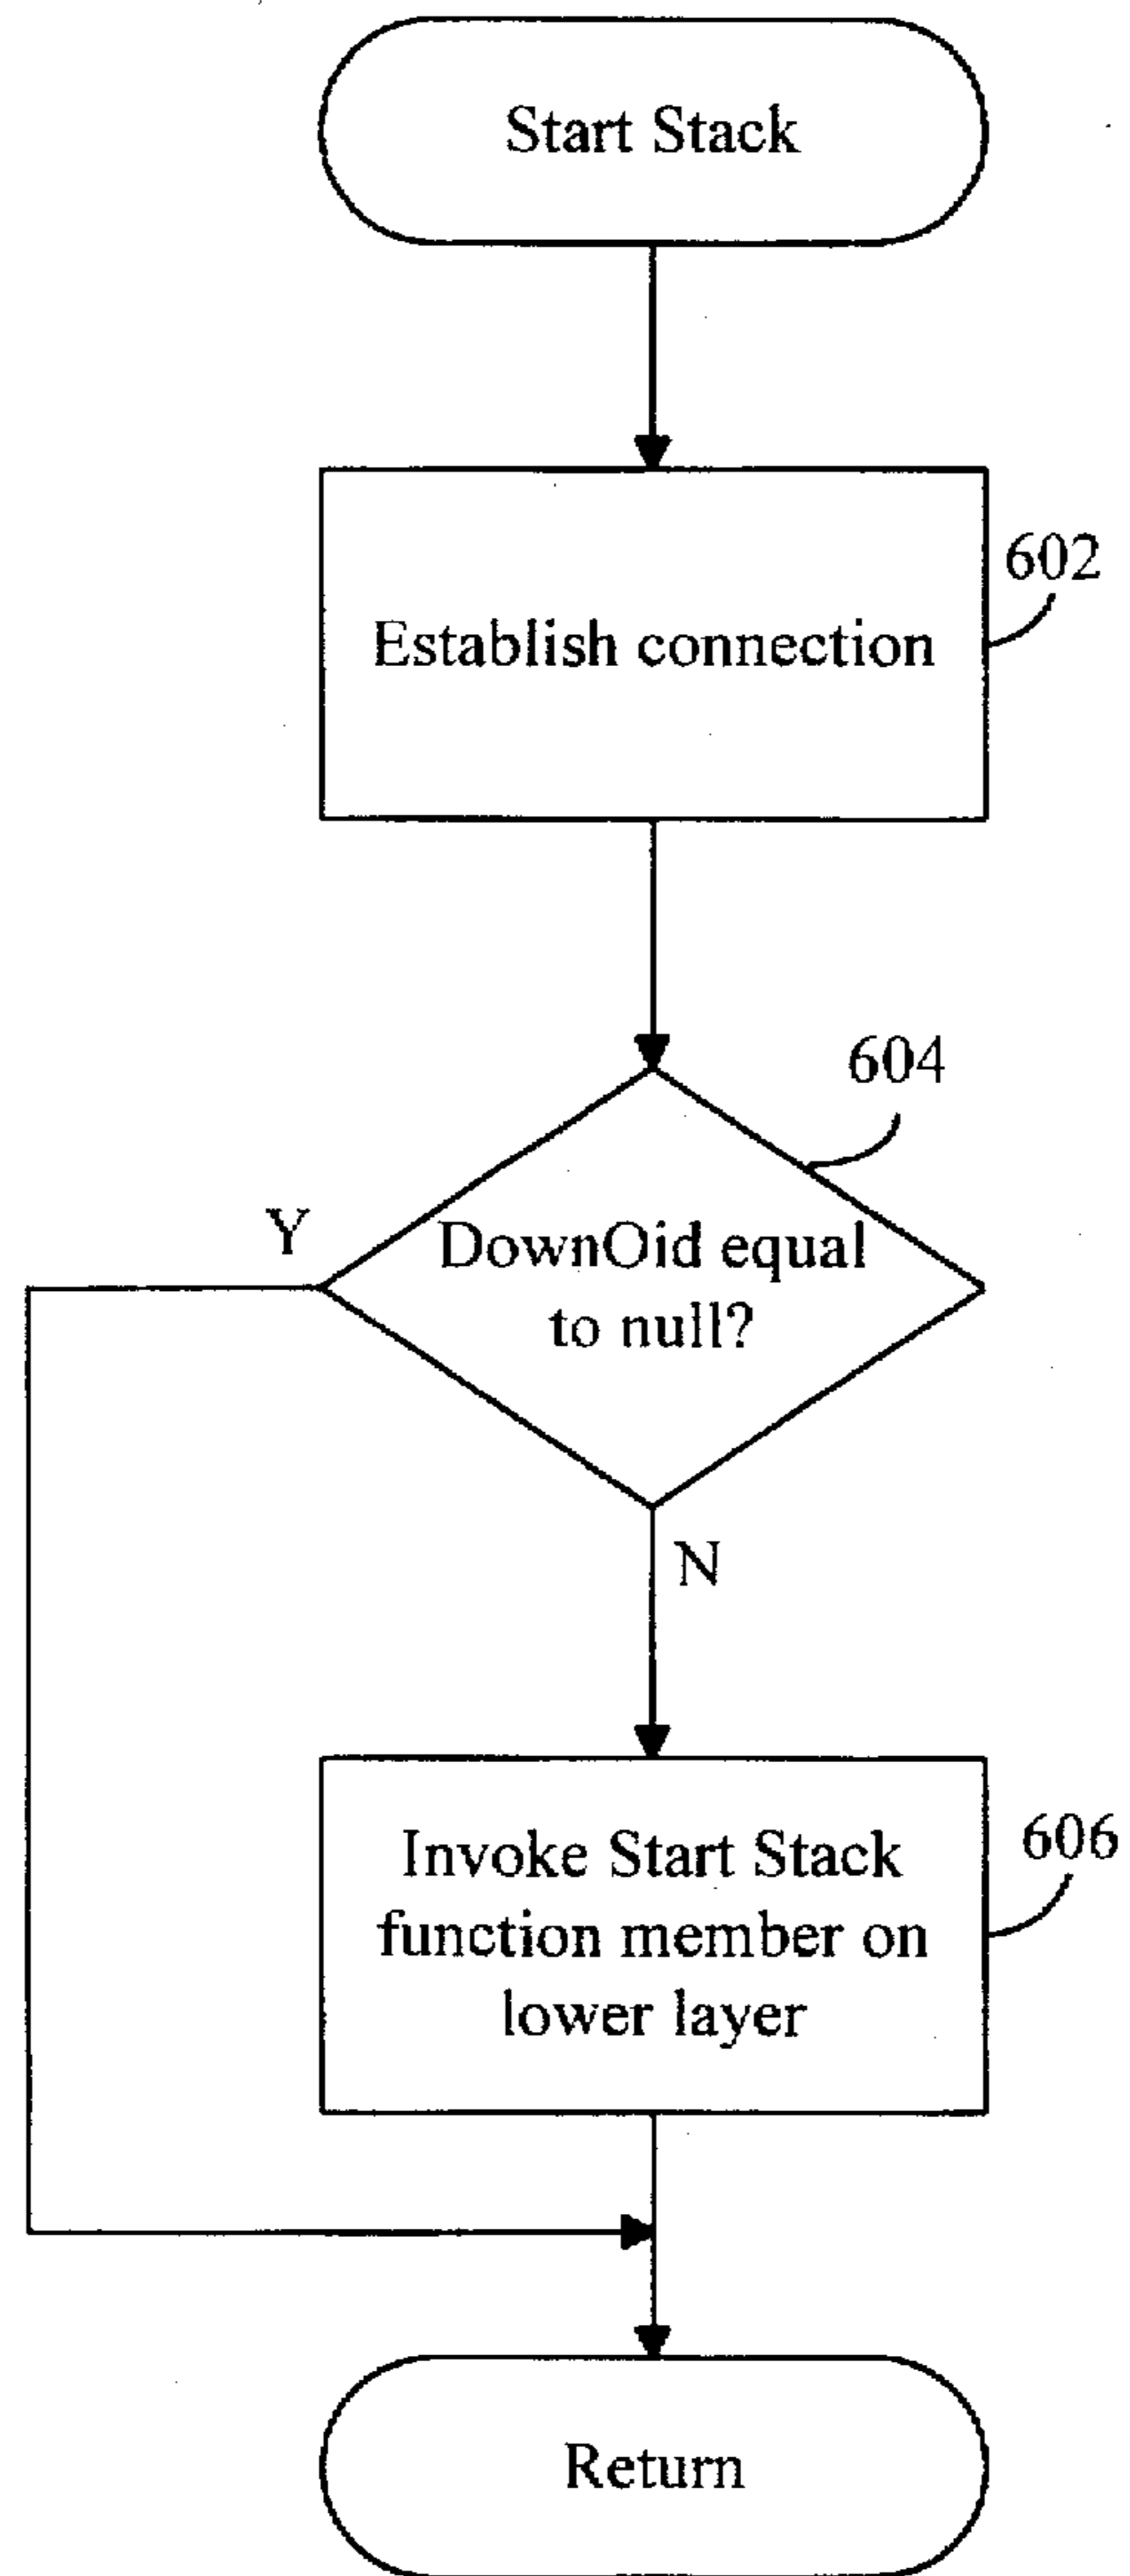 Start Stack
602
Establish connection
604
Y
DownOid equal
to null?
N
606
Invoke Start Stack
function member on
lower layer
Return